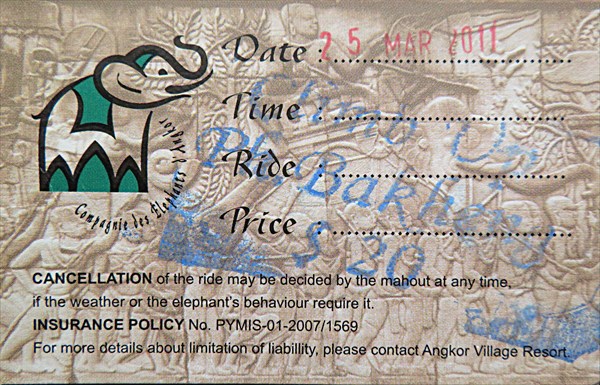 Date : 25 MAR 2011
Time :
Climb Up
Ride :
Pt. Bakheng
Price :
$ 20
Compagnie des Elephants d'Angkor
CANCELLATION of the ride may be decided by the mahout at any time,
if the weather or the elephant's behaviour require it.
INSURANCE POLICY No. PYMIS-01-2007/1569
For more details about limitation of liabillity, please contact Angkor Village Resort.